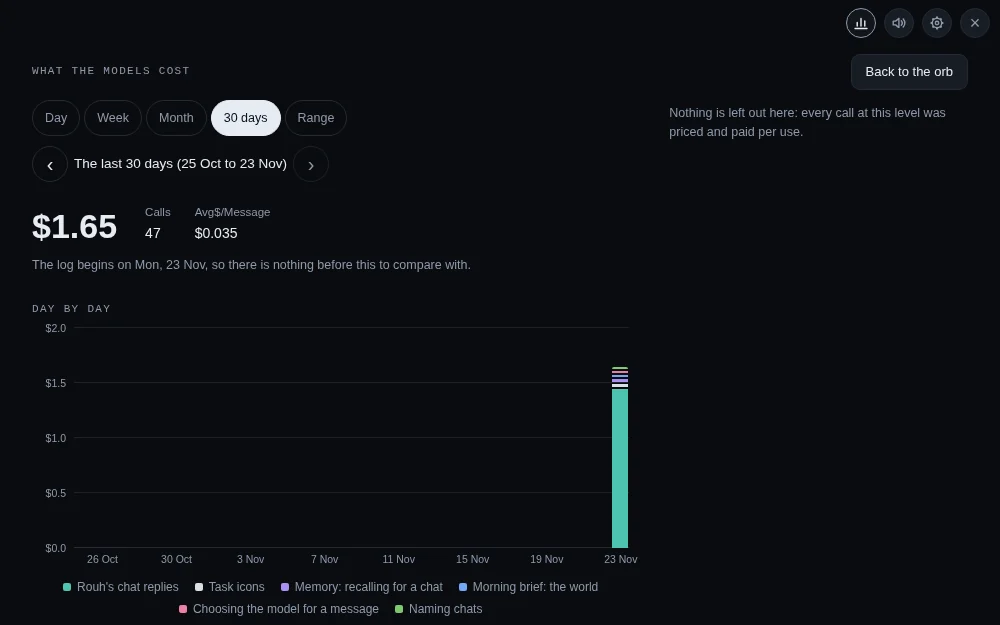 WHAT THE MODELS COST
Back to the orb
Day Week Month 30 days Range
Nothing is left out here: every call at this level was
priced and paid per use.
‹ The last 30 days (25 Oct to 23 Nov) ›
$1.65
Calls Avg$/Message
47 $0.035
The log begins on Mon, 23 Nov, so there is nothing before this to compare with.
DAY BY DAY
$2.0
$1.5
$1.0
$0.5
$0.0
26 Oct 30 Oct 3 Nov 7 Nov 11 Nov 15 Nov 19 Nov 23 Nov
Rouh's chat replies Task icons Memory: recalling for a chat Morning brief: the world
Choosing the model for a message Naming chats